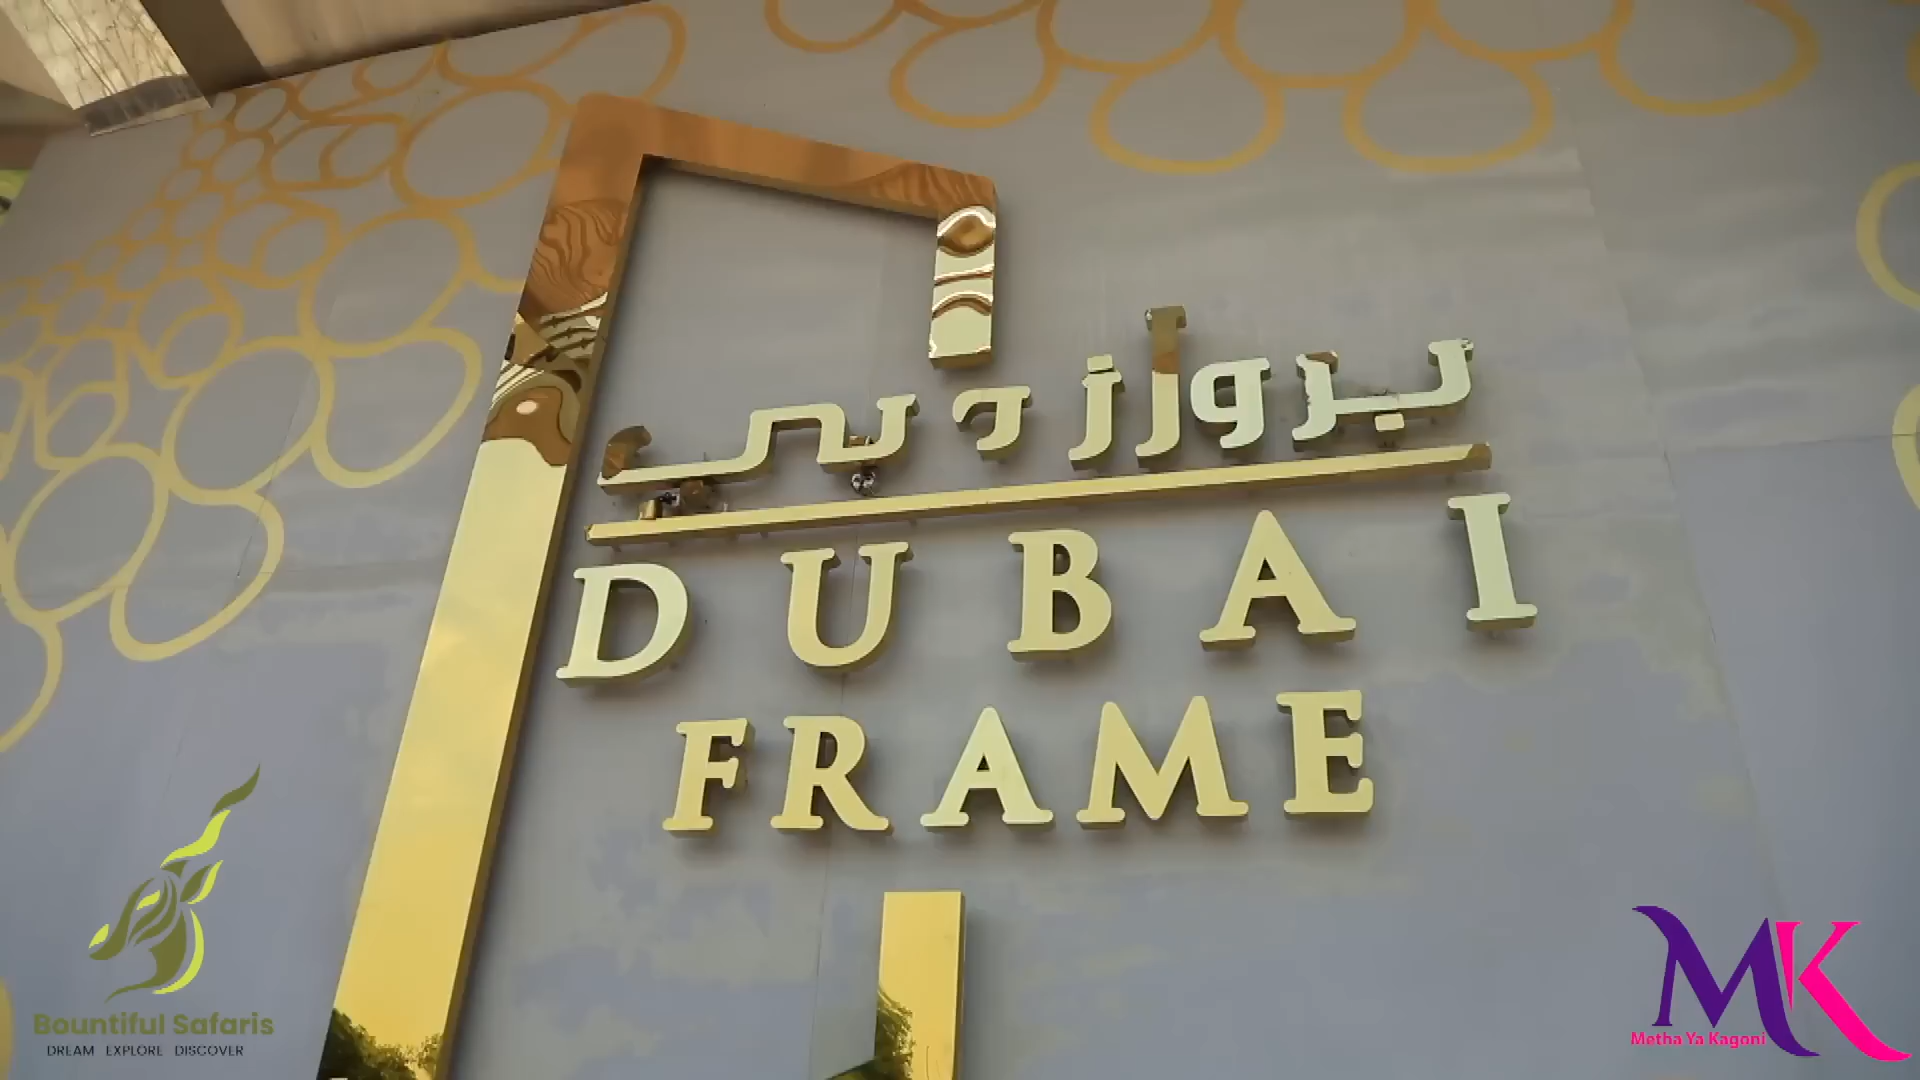 برواز دبي
DUBAI
FRAME
Bountiful Safaris
DREAM EXPLORE DISCOVER
MK
Metha Ya Kagoni